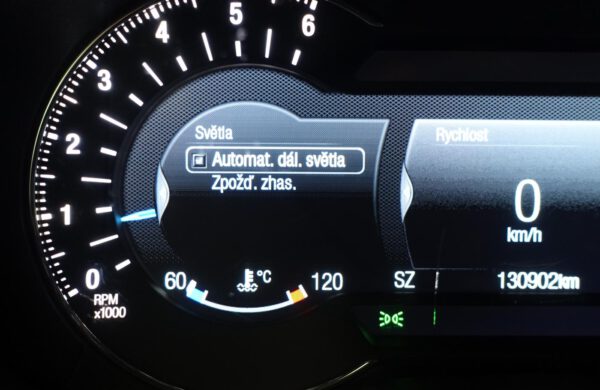 6
5
4
3
2
1
0
RPM
x1000
Světla
Automat. dál. světla
Zpožď. zhas.
60
°C
120
Rychlost
0
km/h
SZ
130902km